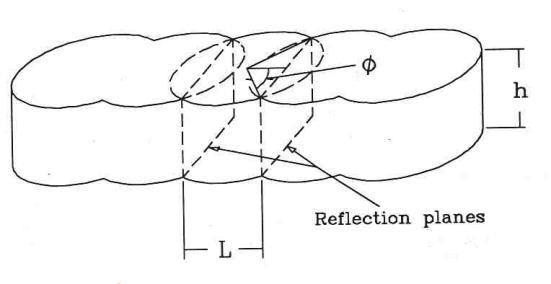 ϕ
h
Reflection planes
L